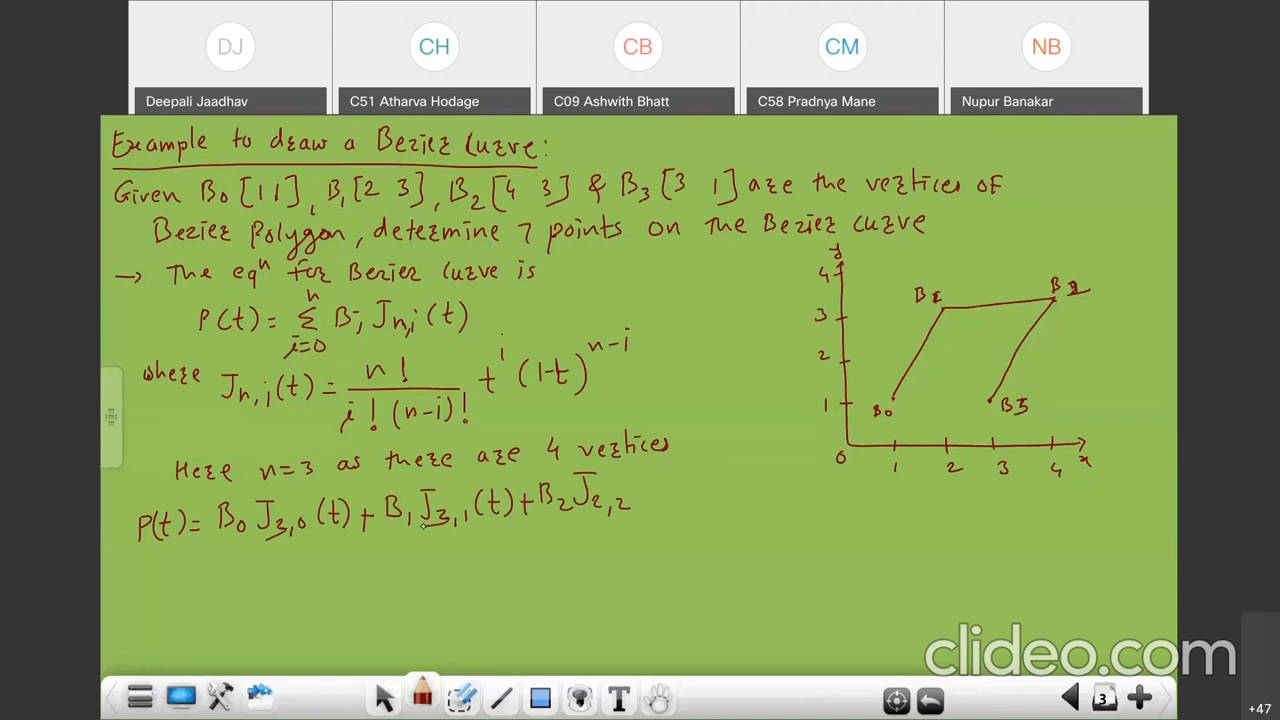 DJ CH CB CM NB
Deepali Jaadhav C51 Atharva Hodage C09 Ashwith Bhatt C58 Pradnya Mane Nupur Banakar
Example to draw a Bezier Curve:
Given B0 [1 1], B1 [2 3], B2 [4 3] & B3 [3 1] are the vertices of
Bezier Polygon, determine 7 points on the Bezier curve
→ The eqn for Bezier curve is
P(t) = Σ n i=0 Bi Jn,i (t)
where Jn,i (t) = n! / i! (n-i)! t^i (1-t)^n-i
Here n=3 as there are 4 vertices
P(t) = B0 J3,0 (t) + B1 J3,1 (t) + B2 J2,2
y
4
3
2
1
0 1 2 3 4 x
B1 B2
B0 B3
clideo.com
3
+47